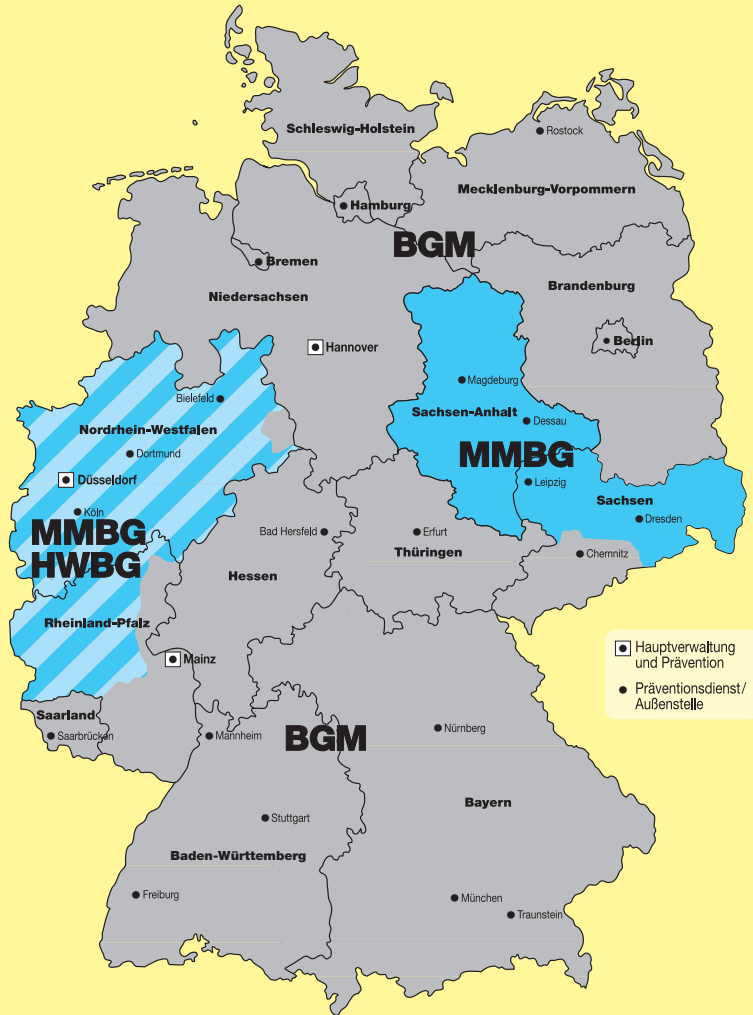 Schleswig-Holstein
Rostock
Mecklenburg-Vorpommern
Hamburg
BGM
Bremen
Brandenburg
Niedersachsen
Hannover
Berlin
Magdeburg
Bielefeld
Sachsen-Anhalt
Dessau
Nordrhein-Westfalen
Dortmund
MMBG
Düsseldorf
Leipzig
Sachsen
Köln
Dresden
MMBG
HWBG
Bad Hersfeld
Erfurt
Thüringen
Chemnitz
Hessen
Rheinland-Pfalz
Mainz
Hauptverwaltung
und Prävention
Präventionsdienst/
Außenstelle
Saarland
Saarbrücken
Mannheim
BGM
Nürnberg
Bayern
Stuttgart
Baden-Württemberg
Freiburg
München
Traunstein